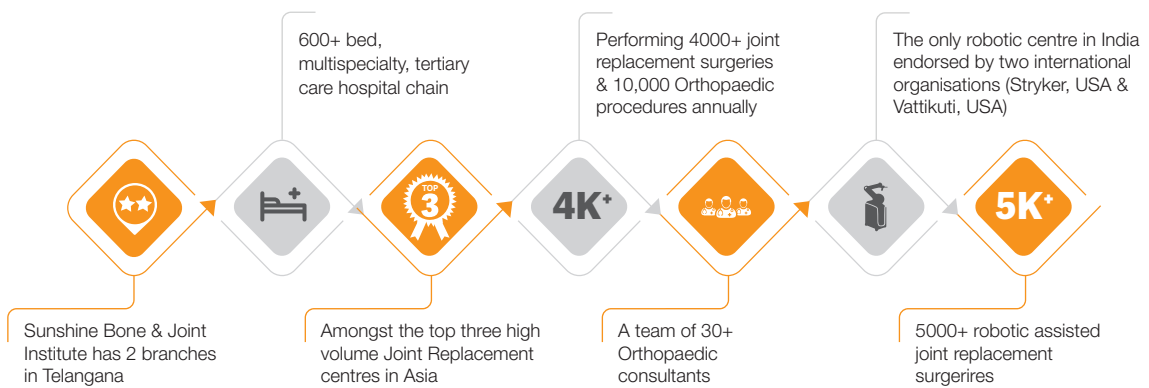 600+ bed,
multispecialty, tertiary
care hospital chain
Performing 4000+ joint
replacement surgeries
& 10,000 Orthopaedic
procedures annually
The only robotic centre in India
endorsed by two international
organisations (Stryker, USA &
Vattikuti, USA)
TOP
3
4K+
5K+
Sunshine Bone & Joint
Institute has 2 branches
in Telangana
Amongst the top three high
volume Joint Replacement
centres in Asia
A team of 30+
Orthopaedic
consultants
5000+ robotic assisted
joint replacement
surgerires